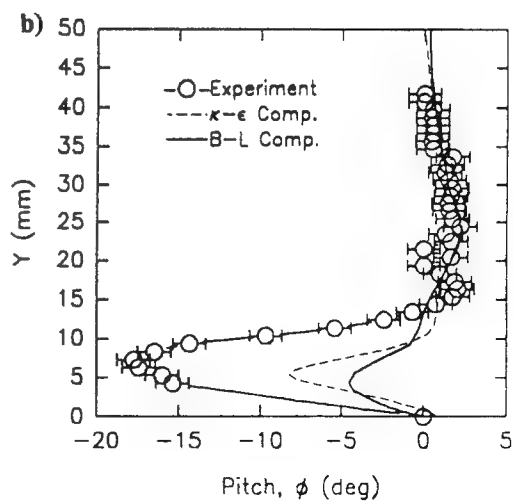 b)
50
45
40
35
30
25
20
15
10
5
0
Y (mm)
Experiment
κ-ϵ Comp.
B-L Comp.
-20 -15 -10 -5 0 5
Pitch, ϕ (deg)